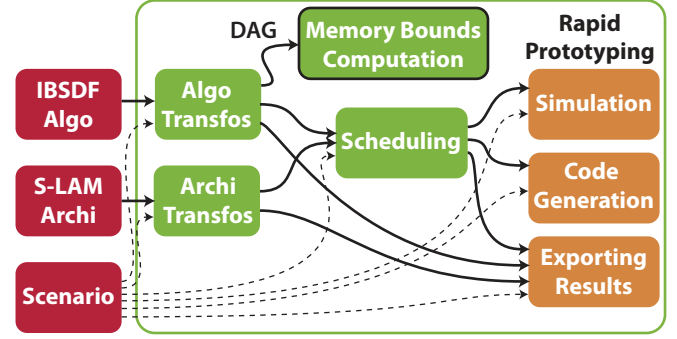 DAG
Memory Bounds
Computation
Rapid
Prototyping
IBSDF
Algo
Algo
Transfos
Simulation
Scheduling
S-LAM
Archi
Archi
Transfos
Code
Generation
Scenario
Exporting
Results